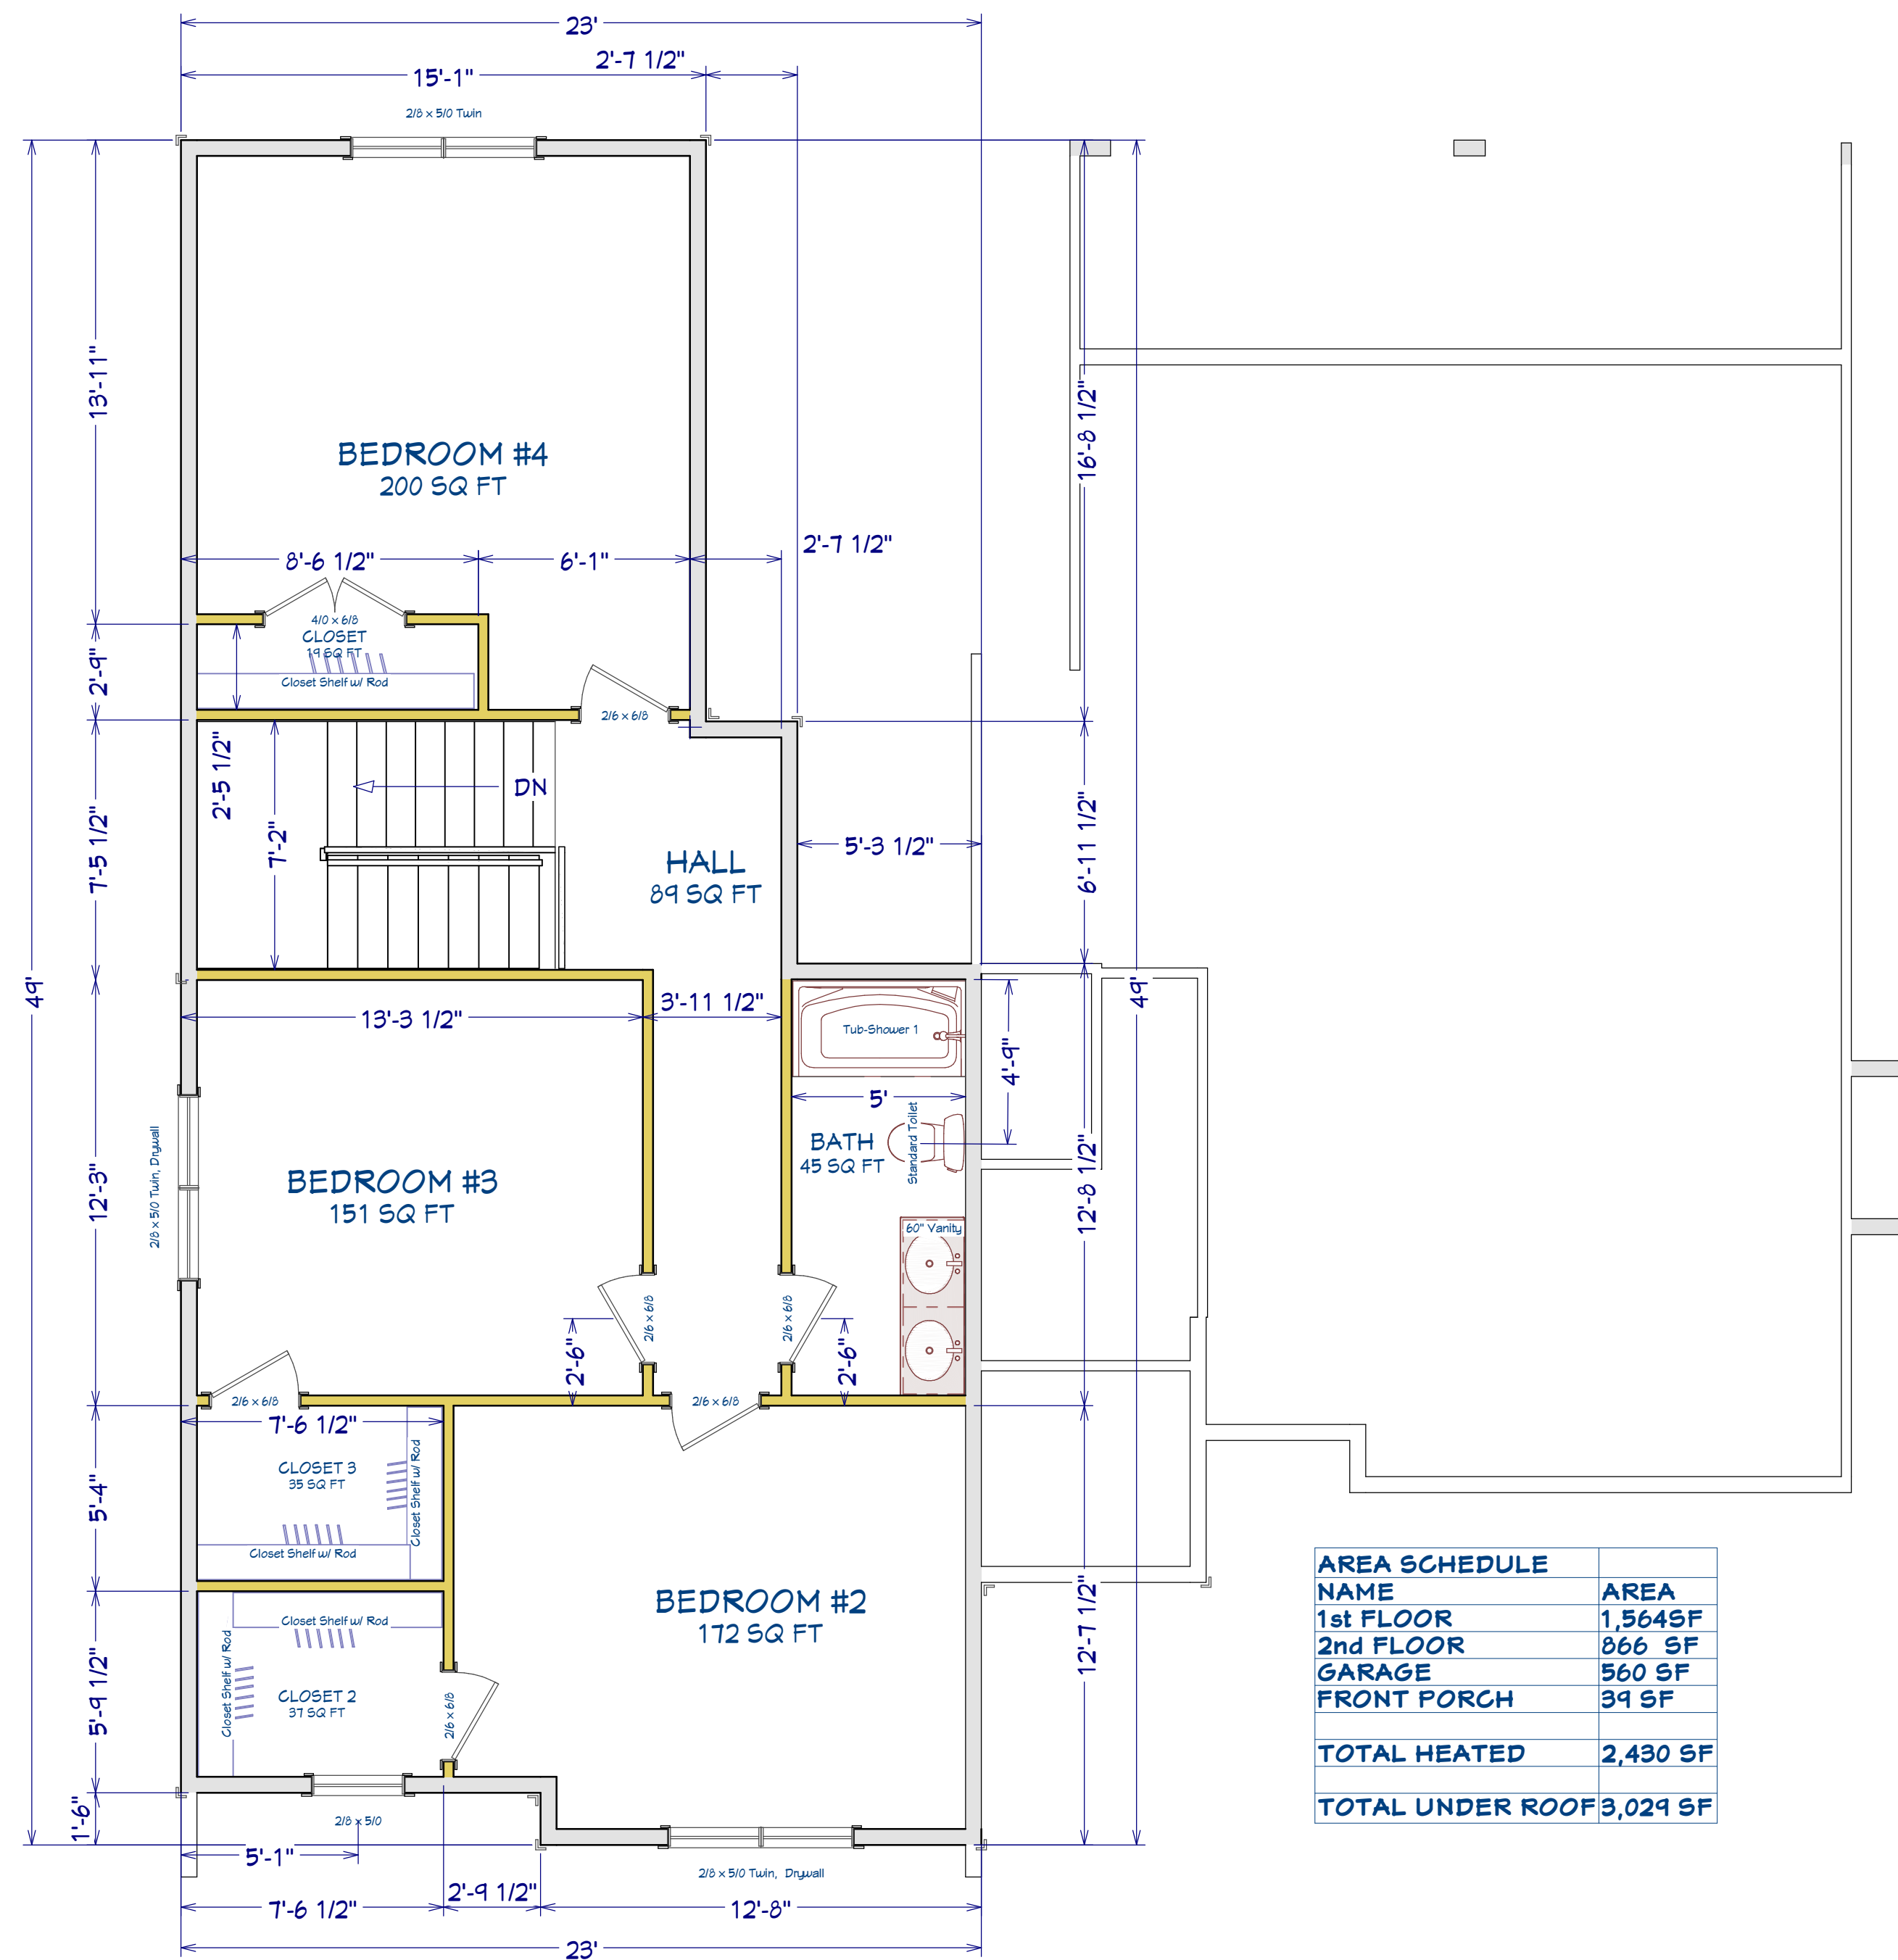 23'
2'-7 1/2"
15'-1"
2/8 x 5/0 Twin
13'-11"
16'-8 1/2"
BEDROOM #4
200 SQ FT
2'-7 1/2"
8'-6 1/2"
6'-1"
4/0 x 6/8
CLOSET
19 SQ FT
Closet Shelf w/ Rod
2'-9"
2/6 x 6/8
2'-5 1/2"
DN
7'-2"
7'-5 1/2"
HALL
89 SQ FT
5'-3 1/2"
6'-11 1/2"
49'
49'
13'-3 1/2"
3'-11 1/2"
Tub-Shower 1
4'-9"
5'
Standard Toilet
BATH
45 SQ FT
2/8 x 5/0 Twin, Drywall
12'-3"
BEDROOM #3
151 SQ FT
12'-8 1/2"
60" Vanity
2/6 x 6/8
2/6 x 6/8
2'-6"
2'-6"
2/6 x 6/8
2/6 x 6/8
7'-6 1/2"
CLOSET 3
35 SQ FT
Closet Shelf w/ Rod
Closet Shelf w/ Rod
5'-4"
BEDROOM #2
172 SQ FT
12'-7 1/2"
Closet Shelf w/ Rod
Closet Shelf w/ Rod
CLOSET 2
37 SQ FT
2/6 x 6/8
5'-9 1/2"
1'-6"
2/8 x 5/0
5'-1"
2/8 x 5/0 Twin, Drywall
7'-6 1/2"
2'-9 1/2"
12'-8"
23'
AREA SCHEDULE
NAME AREA
1st FLOOR 1,564SF
2nd FLOOR 866 SF
GARAGE 560 SF
FRONT PORCH 39 SF
TOTAL HEATED 2,430 SF
TOTAL UNDER ROOF 3,029 SF